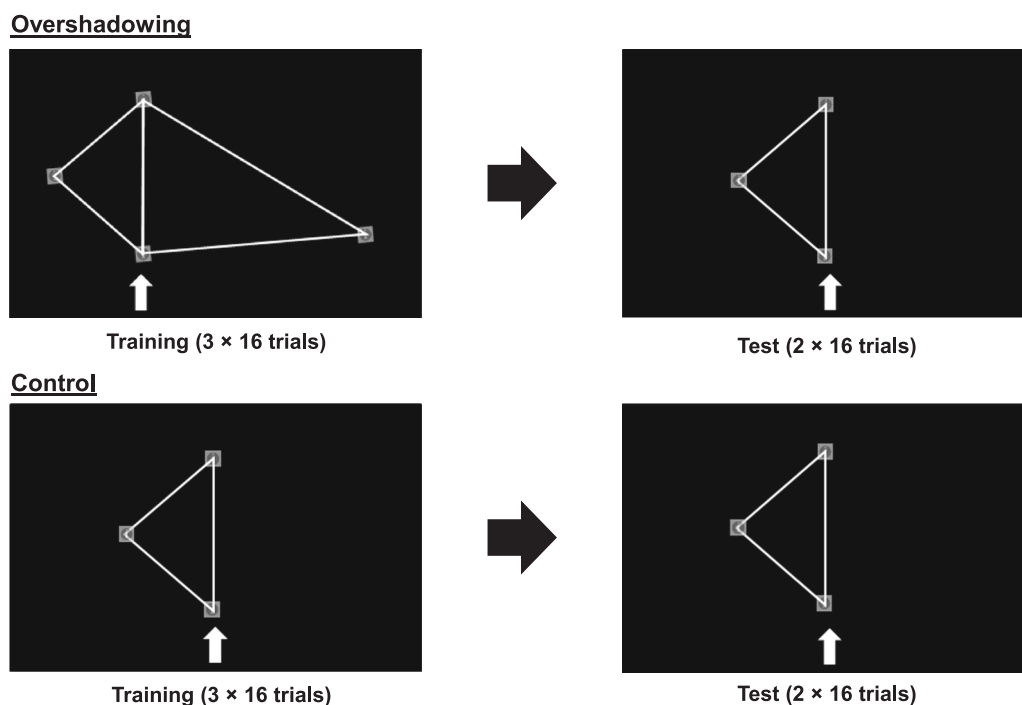 Overshadowing
Training (3 × 16 trials)
Test (2 × 16 trials)
Control
Training (3 × 16 trials)
Test (2 × 16 trials)